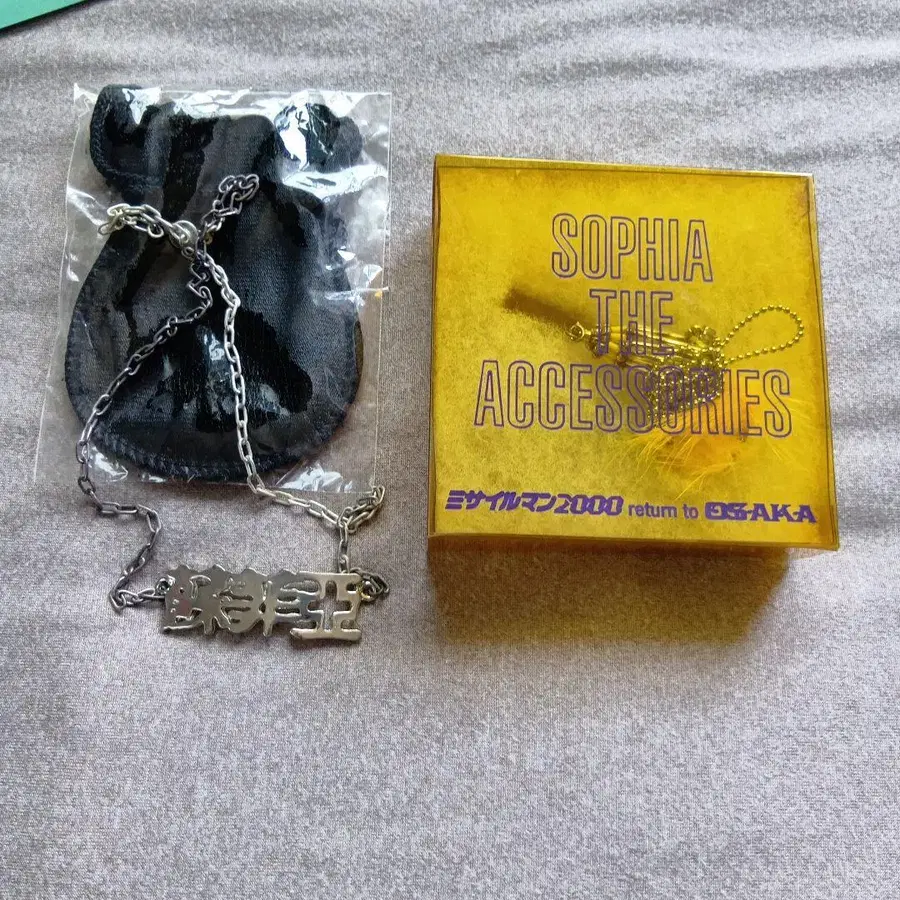 SOPHIA
THE
ACCESSORIES
ミサイルマン2000 return to OSAKA